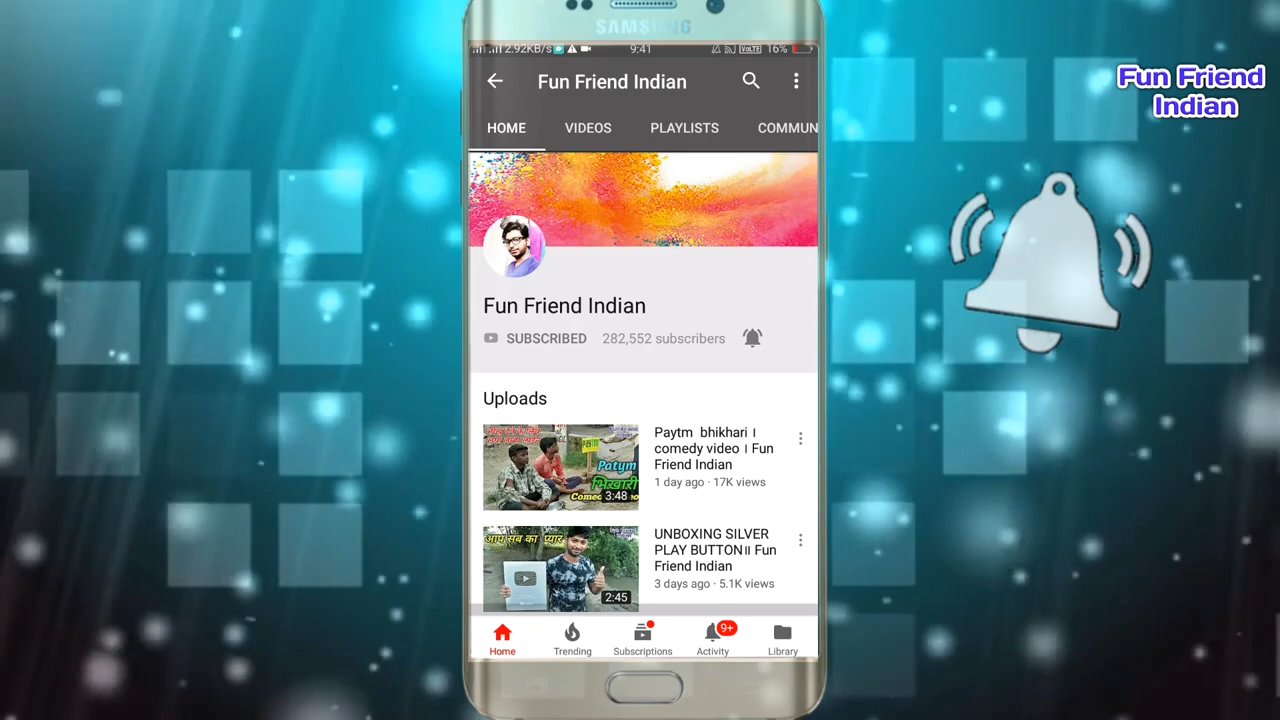 SAMSUNG
2.92KB/s
9:41
VoLTE 16%
Fun Friend Indian
HOME VIDEOS PLAYLISTS COMMUN
Fun Friend
Indian
Fun Friend Indian
SUBSCRIBED 282,552 subscribers
Uploads
Paytm bhikhari ।
comedy video । Fun
Friend Indian
1 day ago · 17K views
Patym
भिखारी
3:48
UNBOXING SILVER
PLAY BUTTON॥ Fun
Friend Indian
3 days ago · 5.1K views
आप सब का प्यार
2:45
9+
Home Trending Subscriptions Activity Library